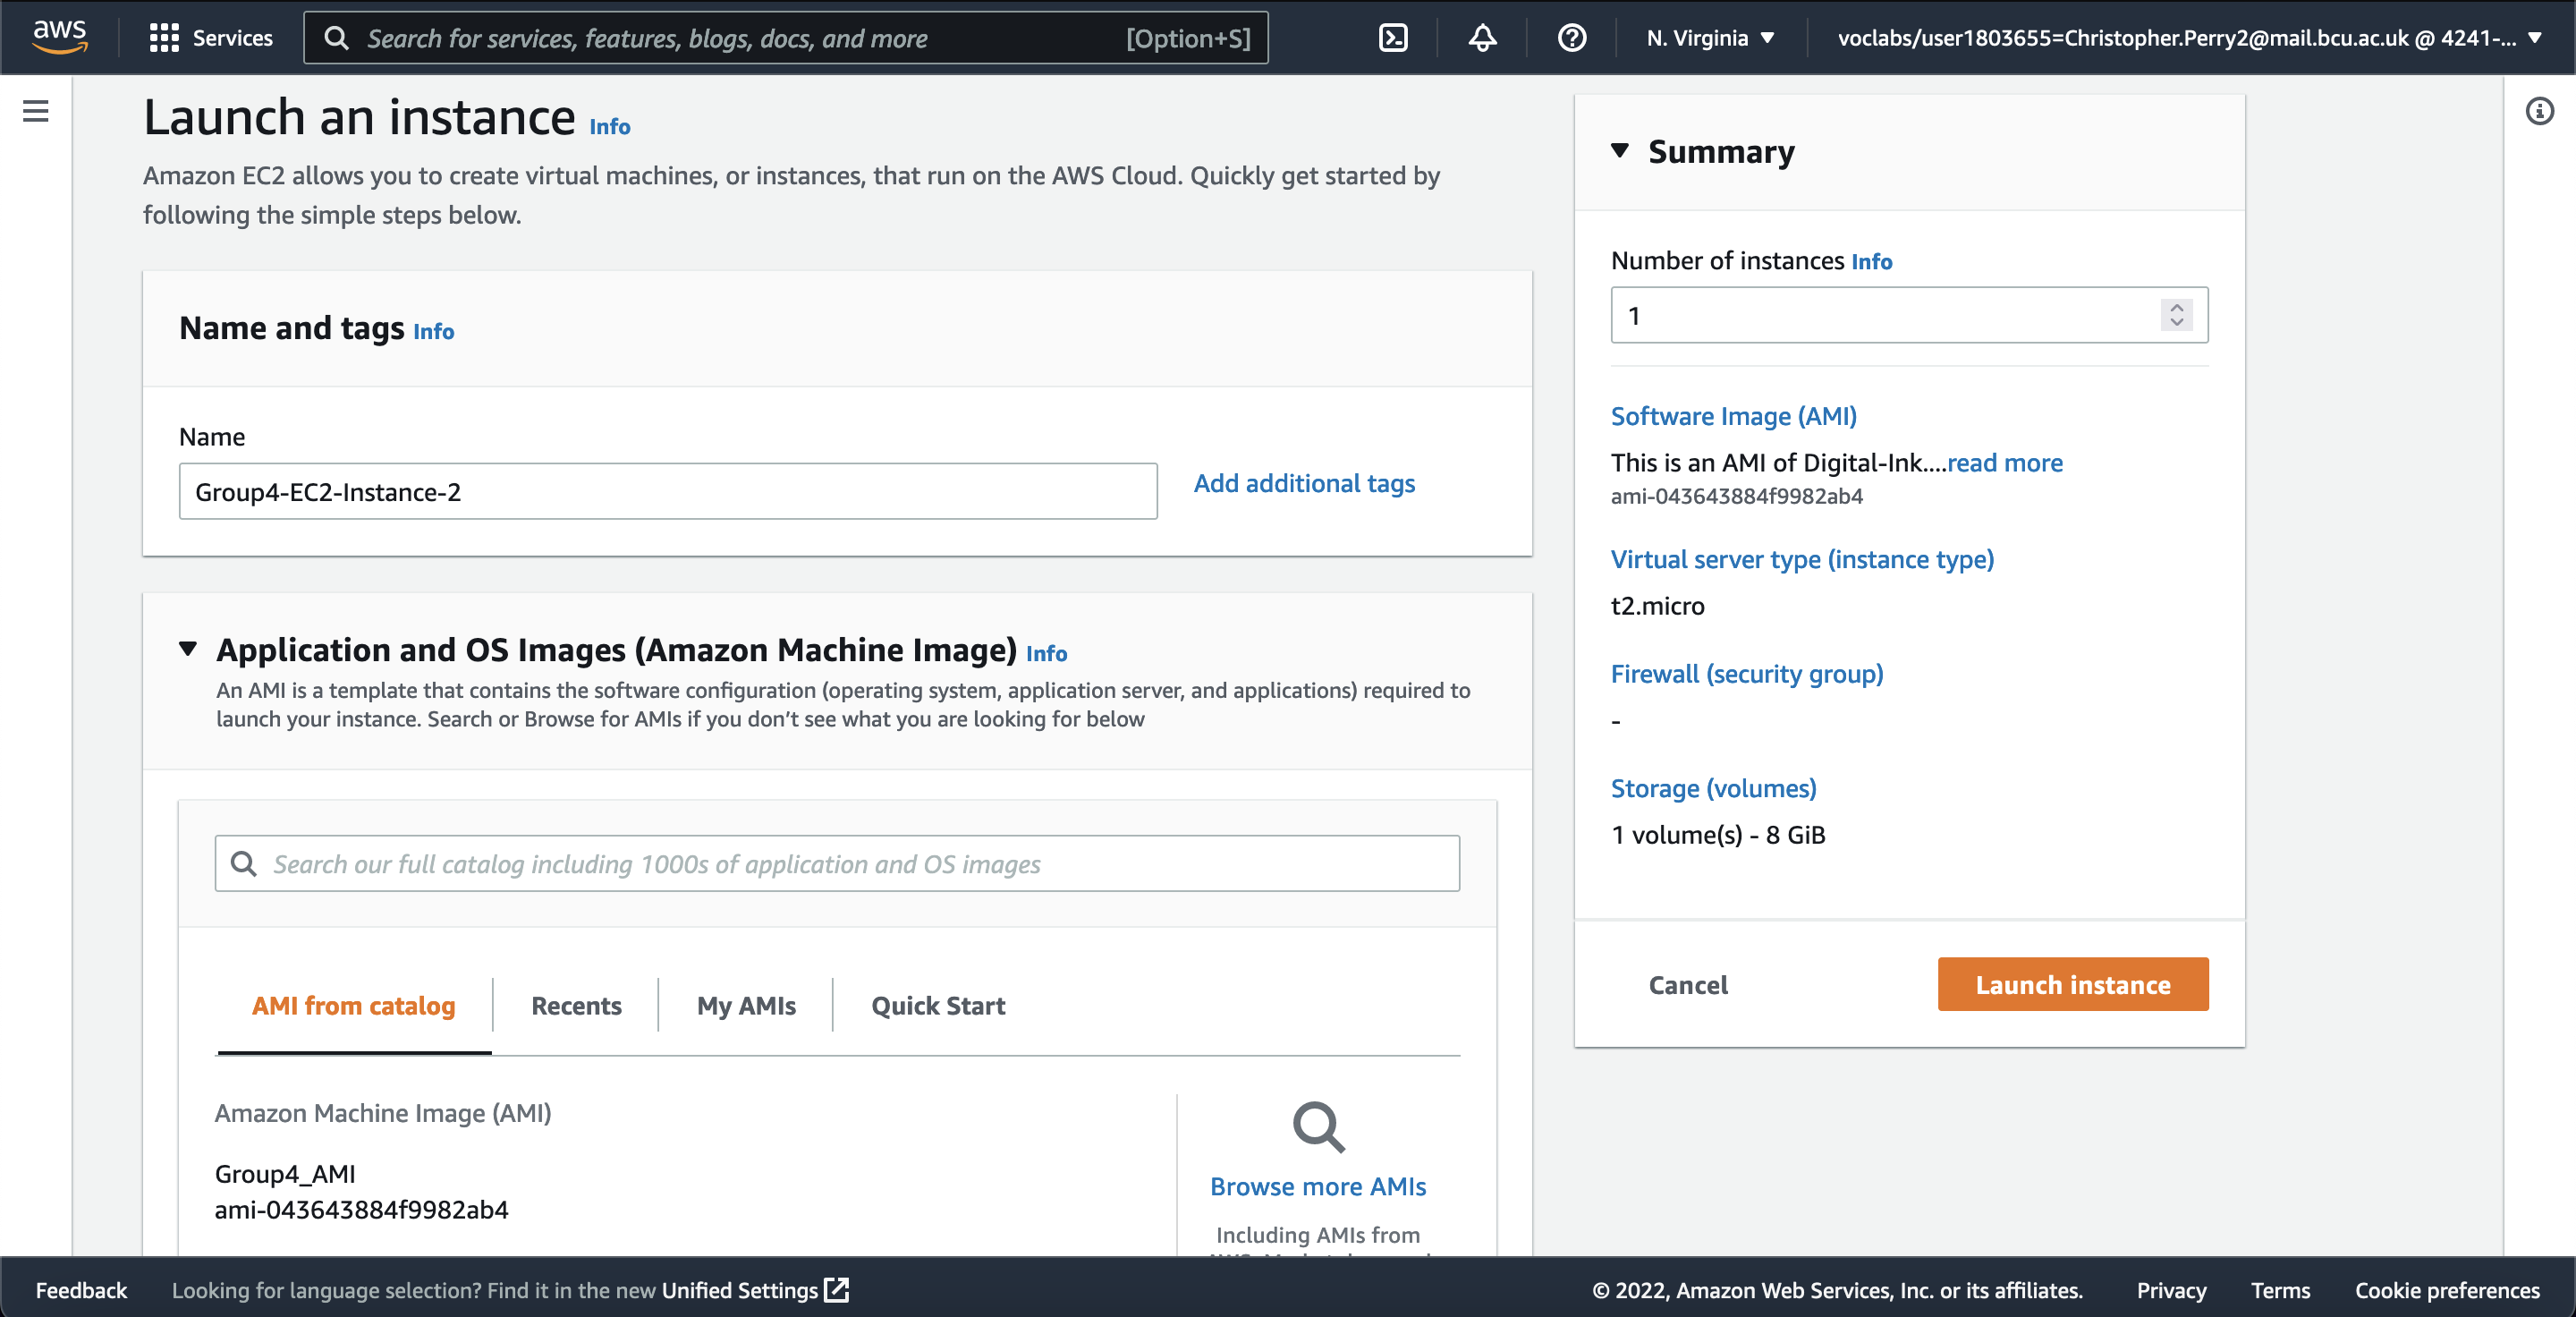 aws
Services
Search for services, features, blogs, docs, and more
[Option+S]
N. Virginia
voclabs/user1803655=Christopher.Perry2@mail.bcu.ac.uk @ 4241-...
Launch an instance Info
Amazon EC2 allows you to create virtual machines, or instances, that run on the AWS Cloud. Quickly get started by
following the simple steps below.
Name and tags Info
Name
Group4-EC2-Instance-2
Add additional tags
Application and OS Images (Amazon Machine Image) Info
An AMI is a template that contains the software configuration (operating system, application server, and applications) required to
launch your instance. Search or Browse for AMIs if you don’t see what you are looking for below
Search our full catalog including 1000s of application and OS images
AMI from catalog
Recents
My AMIs
Quick Start
Amazon Machine Image (AMI)
Group4_AMI
ami-043643884f9982ab4
Browse more AMIs
Including AMIs from
Summary
Number of instances Info
1
Software Image (AMI)
This is an AMI of Digital-Ink....read more
ami-043643884f9982ab4
Virtual server type (instance type)
t2.micro
Firewall (security group)
-
Storage (volumes)
1 volume(s) - 8 GiB
Cancel
Launch instance
Feedback
Looking for language selection? Find it in the new Unified Settings
© 2022, Amazon Web Services, Inc. or its affiliates.
Privacy
Terms
Cookie preferences